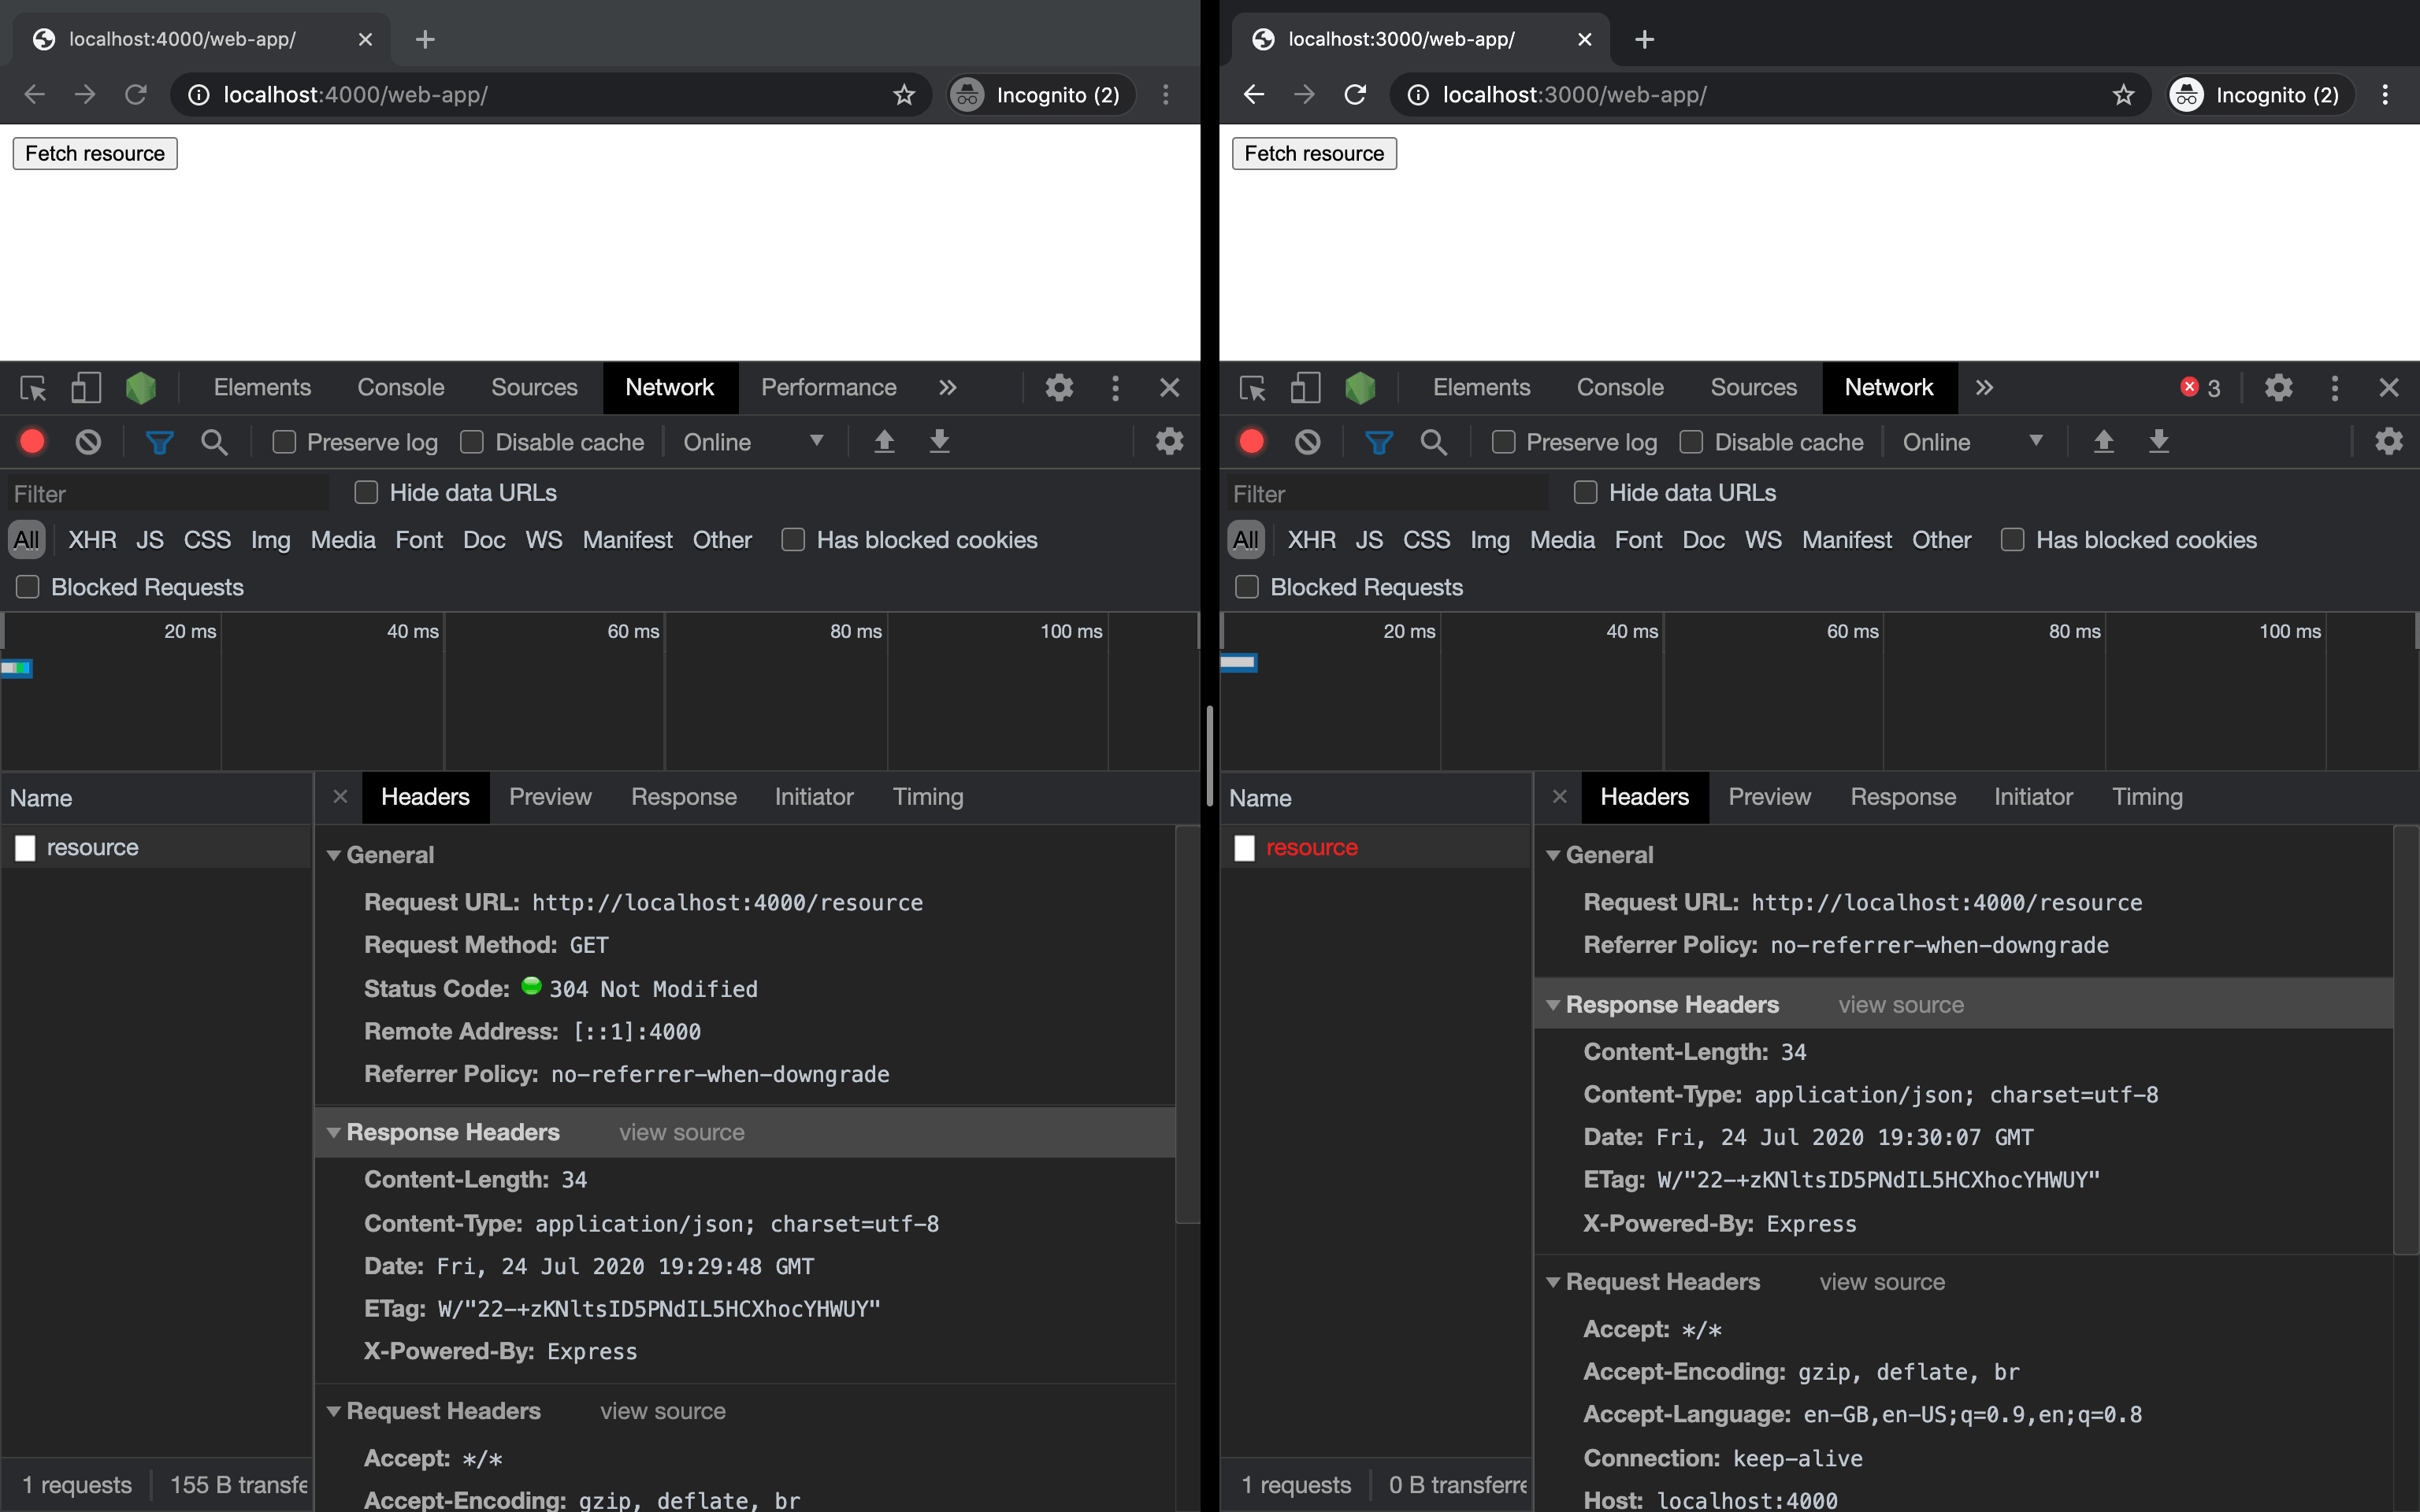 localhost:4000/web-app/
localhost:4000/web-app/
Incognito (2)
Fetch resource
Elements Console Sources Network Performance
Preserve log Disable cache Online
Filter Hide data URLs
All XHR JS CSS Img Media Font Doc WS Manifest Other Has blocked cookies
Blocked Requests
20 ms 40 ms 60 ms 80 ms 100 ms
Name Headers Preview Response Initiator Timing
resource
General
Request URL: http://localhost:4000/resource
Request Method: GET
Status Code: 304 Not Modified
Remote Address: [::1]:4000
Referrer Policy: no-referrer-when-downgrade
Response Headers view source
Content-Length: 34
Content-Type: application/json; charset=utf-8
Date: Fri, 24 Jul 2020 19:29:48 GMT
ETag: W/"22-+zKNltsID5PNdIL5HCXhocYHWUY"
X-Powered-By: Express
Request Headers view source
Accept: */*
Accept-Encoding: gzip, deflate, br
1 requests 155 B transfe
localhost:3000/web-app/
localhost:3000/web-app/
Incognito (2)
Fetch resource
Elements Console Sources Network 3
Preserve log Disable cache Online
Filter Hide data URLs
All XHR JS CSS Img Media Font Doc WS Manifest Other Has blocked cookies
Blocked Requests
20 ms 40 ms 60 ms 80 ms 100 ms
Name Headers Preview Response Initiator Timing
resource
General
Request URL: http://localhost:4000/resource
Referrer Policy: no-referrer-when-downgrade
Response Headers view source
Content-Length: 34
Content-Type: application/json; charset=utf-8
Date: Fri, 24 Jul 2020 19:30:07 GMT
ETag: W/"22-+zKNltsID5PNdIL5HCXhocYHWUY"
X-Powered-By: Express
Request Headers view source
Accept: */*
Accept-Encoding: gzip, deflate, br
Accept-Language: en-GB,en-US;q=0.9,en;q=0.8
Connection: keep-alive
Host: localhost:4000
1 requests 0 B transferre